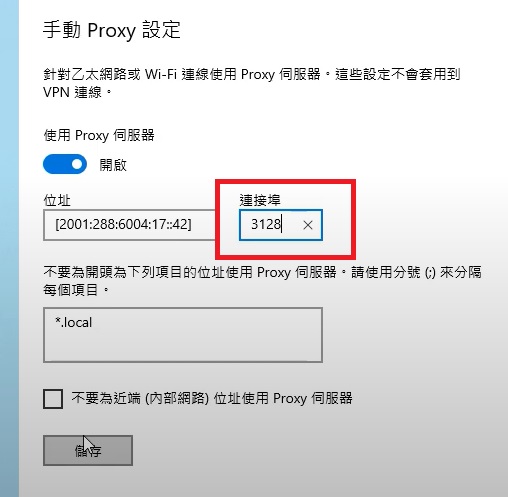 手動 Proxy 設定
針對乙太網路或 Wi-Fi 連線使用 Proxy 伺服器。這些設定不會套用到
VPN 連線。
使用 Proxy 伺服器
開啟
位址 連接埠
[2001:288:6004:17::42] 3128
不要為開頭為下列項目的位址使用 Proxy 伺服器。請使用分號 (;) 來分隔
每個項目。
*.local
不要為近端 (內部網路) 位址使用 Proxy 伺服器
儲存